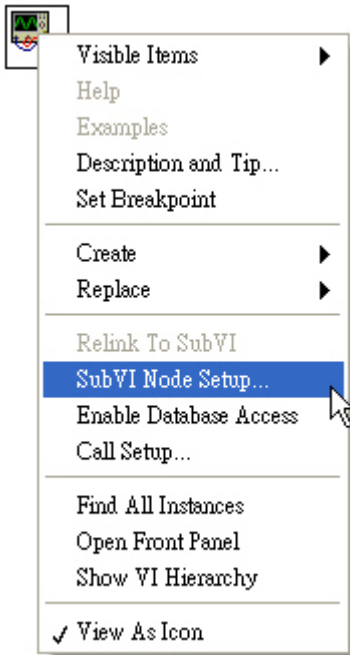 Visible Items
Help
Examples
Description and Tip...
Set Breakpoint
Create
Replace
Relink To SubVI
SubVI Node Setup...
Enable Database Access
Call Setup...
Find All Instances
Open Front Panel
Show VI Hierarchy
View As Icon